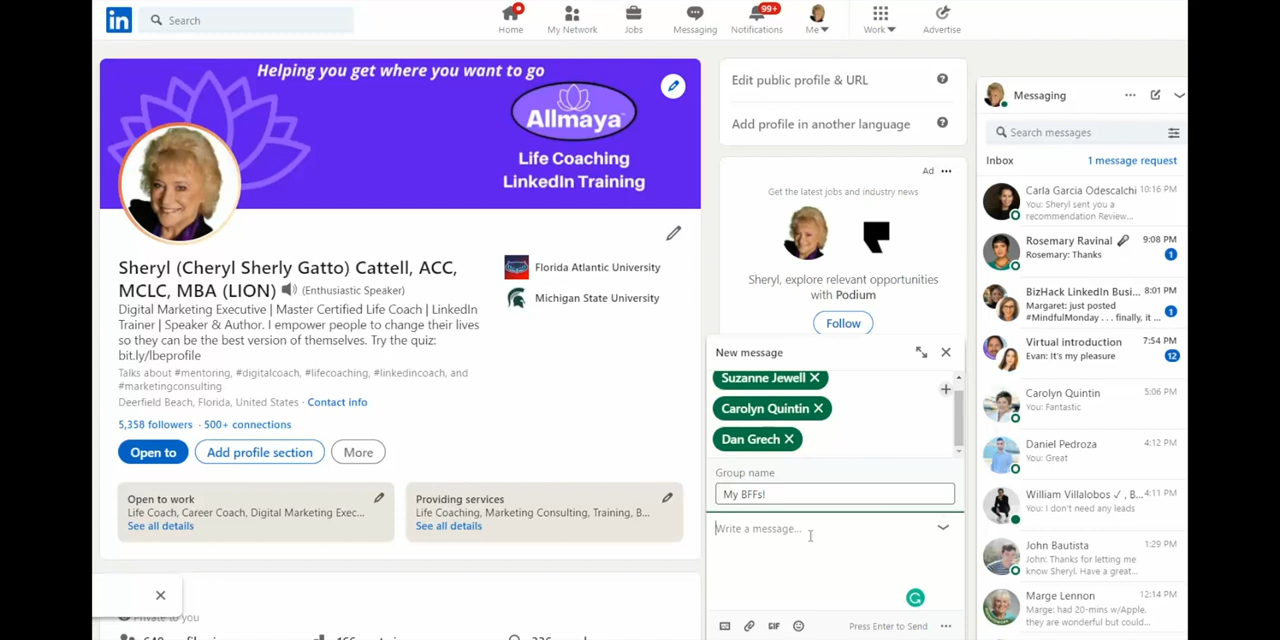 in
Search
Home
My Network
Jobs
Messaging
99+
Notifications
Me
Work
Advertise
Helping you get where you want to go
Allmaya
Life Coaching
LinkedIn Training
Sheryl (Cheryl Sherly Gatto) Cattell, ACC,
MCLC, MBA (LION) (Enthusiastic Speaker)
Digital Marketing Executive | Master Certified Life Coach | LinkedIn
Trainer | Speaker & Author. I empower people to change their lives
so they can be the best version of themselves. Try the quiz:
bit.ly/lbeprofile
Talks about #mentoring, #digitalcoach, #lifecoaching, #linkedincoach, and
#marketingconsulting
Deerfield Beach, Florida, United States · Contact info
5,358 followers · 500+ connections
Open to
Add profile section
More
Florida Atlantic University
Michigan State University
Open to work
Life Coach, Career Coach, Digital Marketing Exec...
See all details
Providing services
Life Coaching, Marketing Consulting, Training, B...
See all details
Private to you
Edit public profile & URL
Add profile in another language
Ad
Get the latest jobs and industry news
Sheryl, explore relevant opportunities
with Podium
Follow
New message
Suzanne Jewell
Carolyn Quintin
Dan Grech
Group name
My BFFs!
Write a message...
GIF
Press Enter to Send
Messaging
Search messages
Inbox
1 message request
Carla Garcia Odescalchi 10:16 PM
You: Sheryl sent you a
recommendation Review...
Rosemary Ravinal 9:08 PM
Rosemary: Thanks 1
BizHack LinkedIn Busi... 8:01 PM
Margaret: just posted 1
#MindfulMonday . . . finally, it ...
Virtual introduction 7:54 PM
Evan: It's my pleasure 12
Carolyn Quintin 5:06 PM
You: Fantastic
Daniel Pedroza 4:12 PM
You: Great
William Villalobos ✓ , B... 4:11 PM
You: I don't need any leads
John Bautista 1:29 PM
John: Thanks for letting me
know Sheryl. Have a great...
Marge Lennon 12:14 PM
Marge: had 20-mins w/Apple.
they are wonderful but could